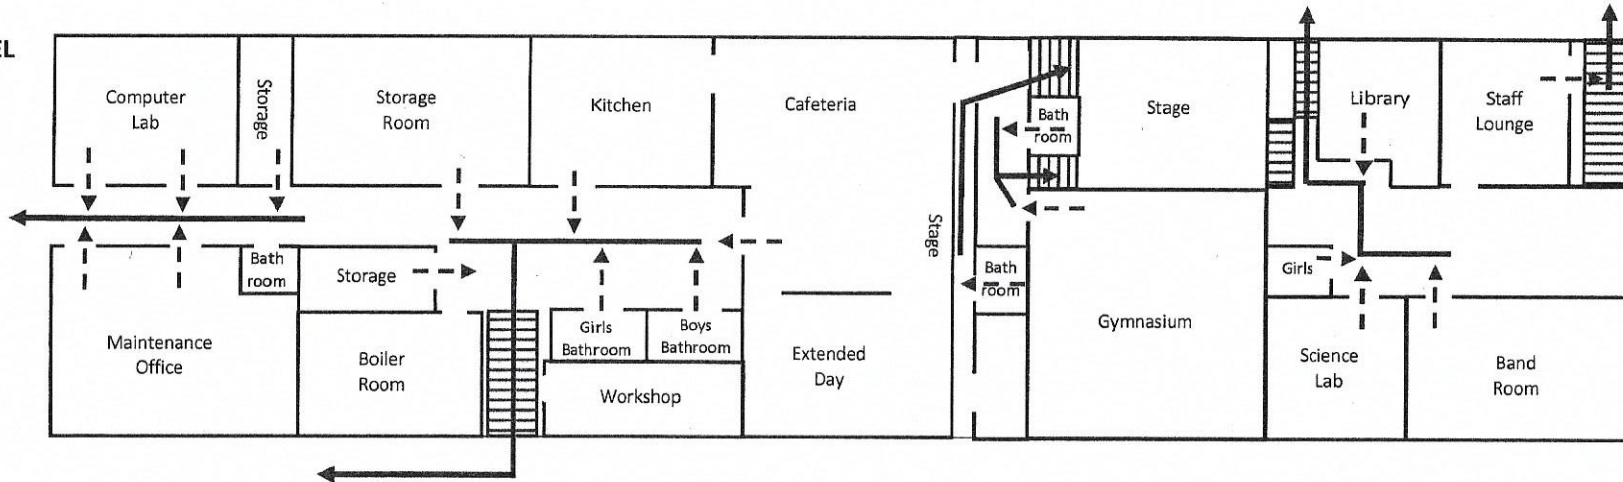 EL
Computer
Lab
Storage
Storage
Room
Kitchen
Cafeteria
Bath
room
Stage
Library
Staff
Lounge
Stage
Bath
room
Storage
Bath
room
Girls
Maintenance
Office
Boiler
Room
Girls
Bathroom
Boys
Bathroom
Workshop
Extended
Day
Gymnasium
Science
Lab
Band
Room